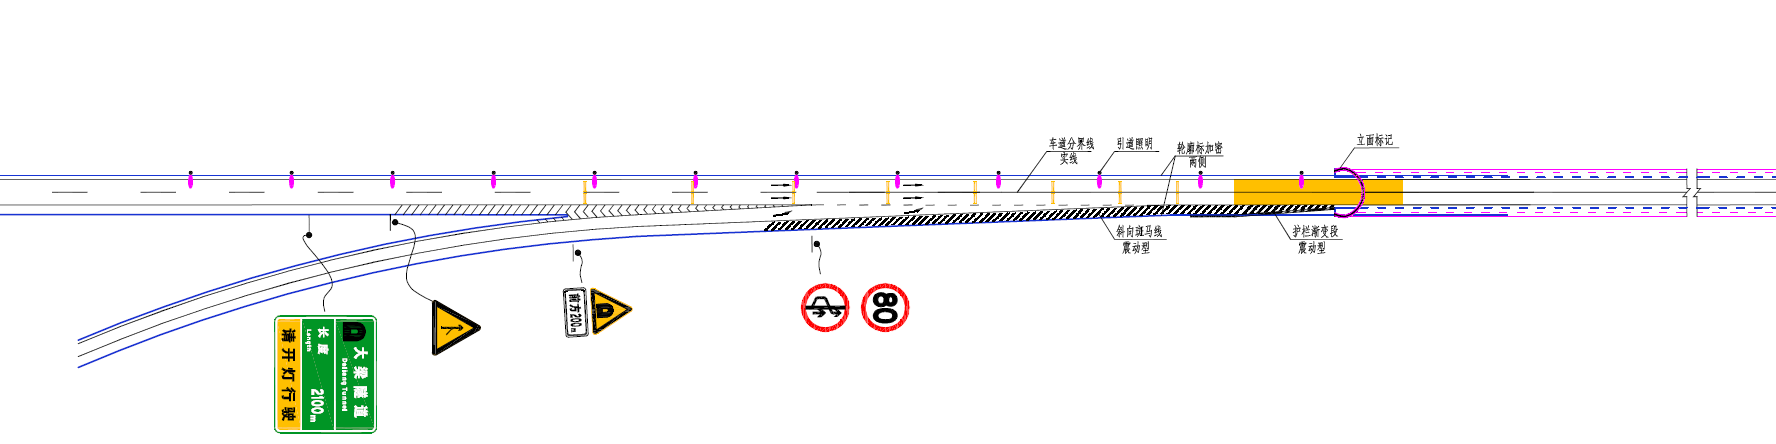 车道分界线
实线
引道照明
轮廓标加密
两侧
立面标记
斜向斑马线
震动型
护栏渐变段
震动型
大梁隧道
Daliang Tunnel
长度
Length
2100m
请开灯行驶
前方200m
80